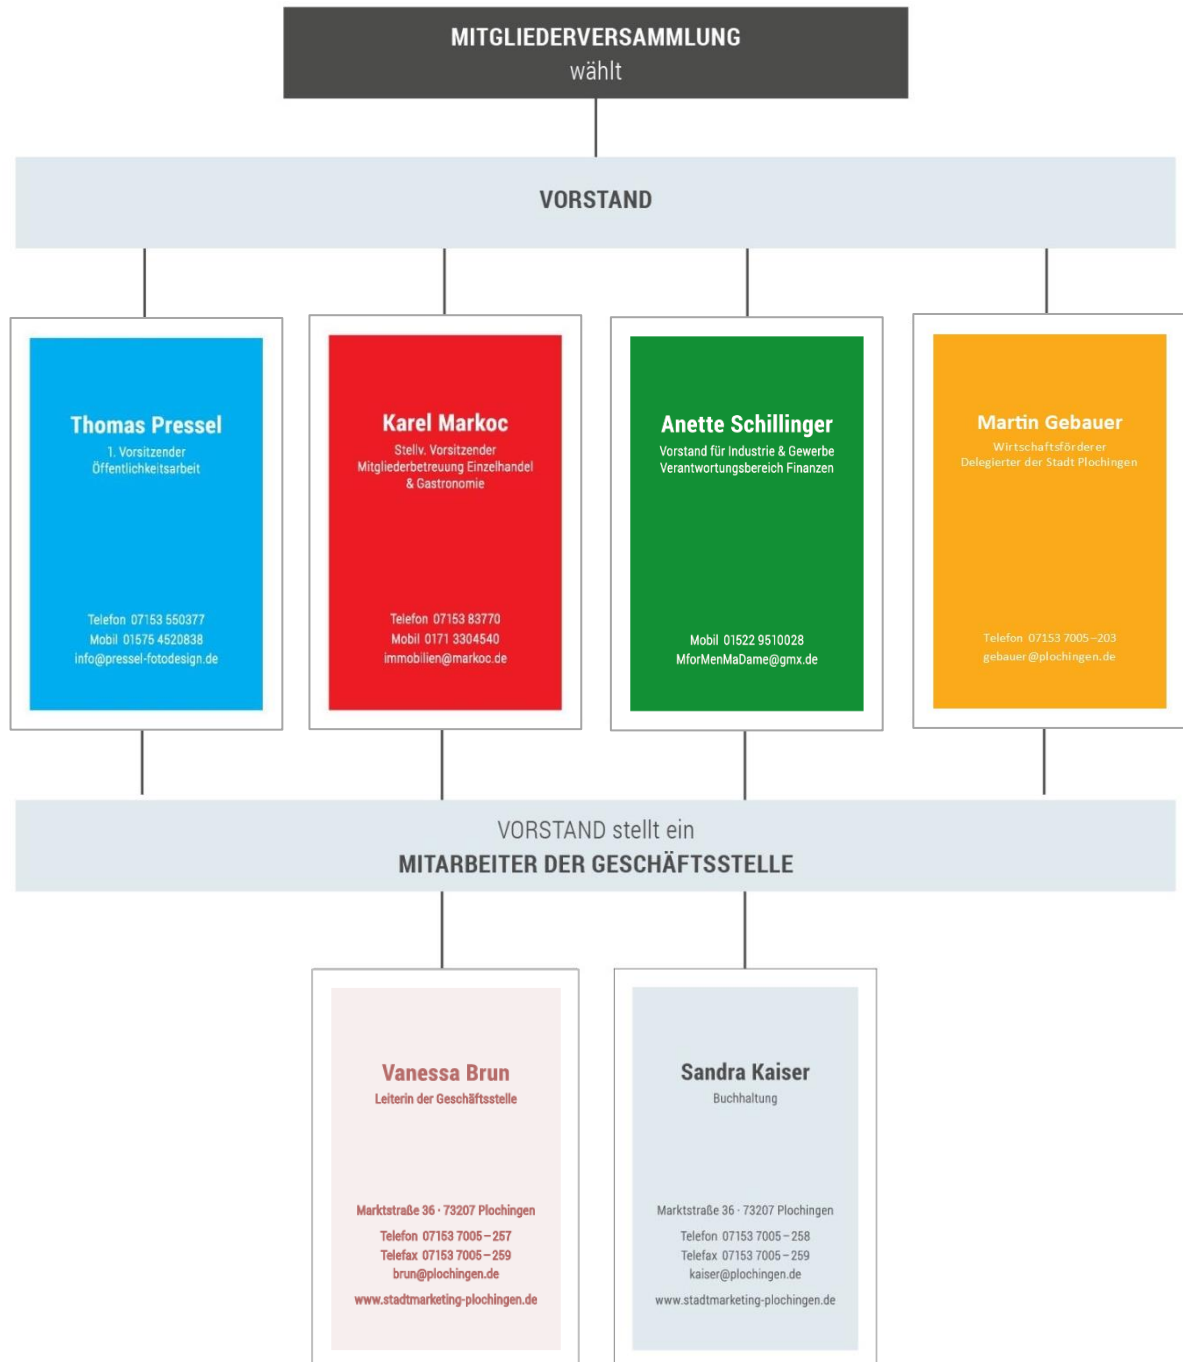 MITGLIEDERVERSAMMLUNG
wählt
VORSTAND
Thomas Pressel
1. Vorsitzender
Öffentlichkeitsarbeit
Telefon 07153 550377
Mobil 01575 4520838
info@pressel-fotodesign.de
Karel Markoc
Stellv. Vorsitzender
Mitgliederbetreuung Einzelhandel
& Gastronomie
Telefon 07153 83770
Mobil 0171 3304540
immobilien@markoc.de
Anette Schillinger
Vorstand für Industrie & Gewerbe
Verantwortungsbereich Finanzen
Mobil 01522 9510028
MforMenMaDame@gmx.de
Martin Gebauer
Wirtschaftsförderer
Delegierter der Stadt Plochingen
Telefon 07153 7005–203
gebauer@plochingen.de
VORSTAND stellt ein
MITARBEITER DER GESCHÄFTSSTELLE
Vanessa Brun
Leiterin der Geschäftsstelle
Marktstraße 36 · 73207 Plochingen
Telefon 07153 7005–257
Telefax 07153 7005–259
brun@plochingen.de
www.stadtmarketing-plochingen.de
Sandra Kaiser
Buchhaltung
Marktstraße 36 · 73207 Plochingen
Telefon 07153 7005–258
Telefax 07153 7005–259
kaiser@plochingen.de
www.stadtmarketing-plochingen.de